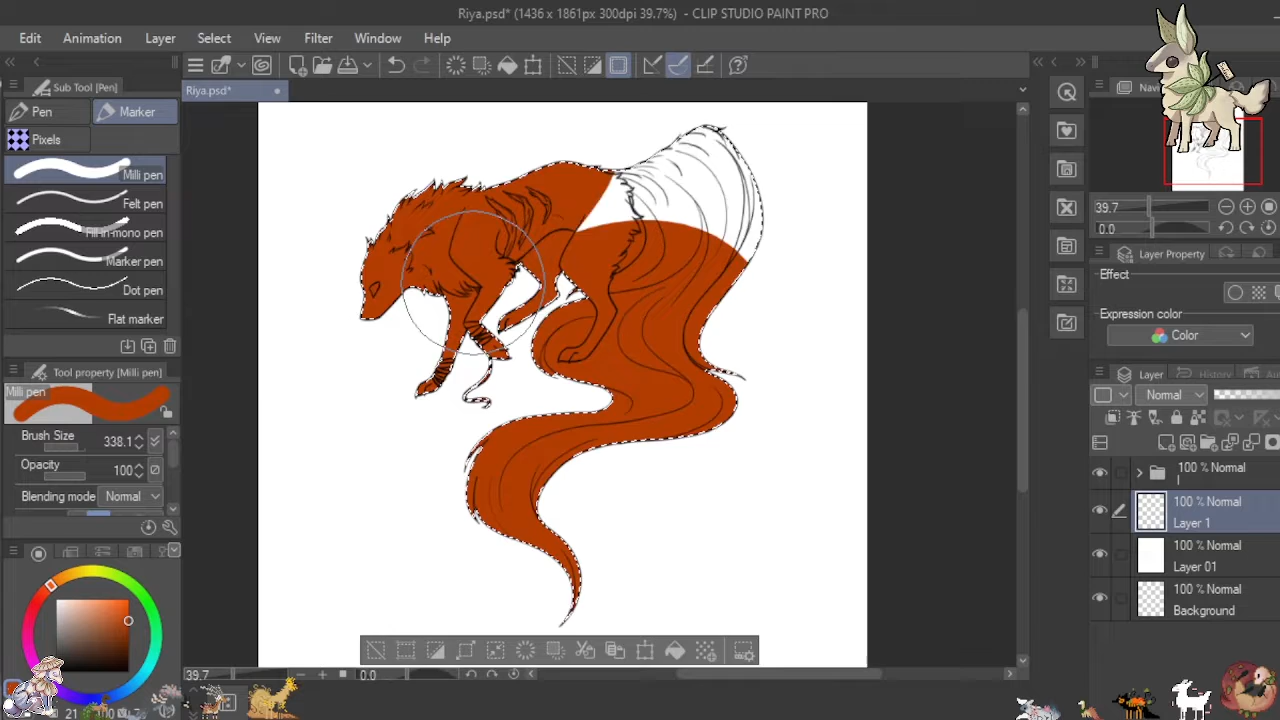 Riya.psd* (1436 x 1861px 300dpi 39.7%) - CLIP STUDIO PAINT PRO
Edit Animation Layer Select View Filter Window Help
Sub Tool [Pen]
Riya.psd*
Pen Marker
Pixels
Milli pen
Felt pen
Fill-in mono pen
Marker pen
Dot pen
Flat marker
Tool property [Milli pen]
Milli pen
Brush Size 338.1
Opacity 100
Blending mode Normal
39.7 0.0
21 100
39.7
0.0
Layer Property
Effect
Expression color
Color
Layer History
Normal
100 % Normal
I
100 % Normal
Layer 1
100 % Normal
Layer 01
100 % Normal
Background